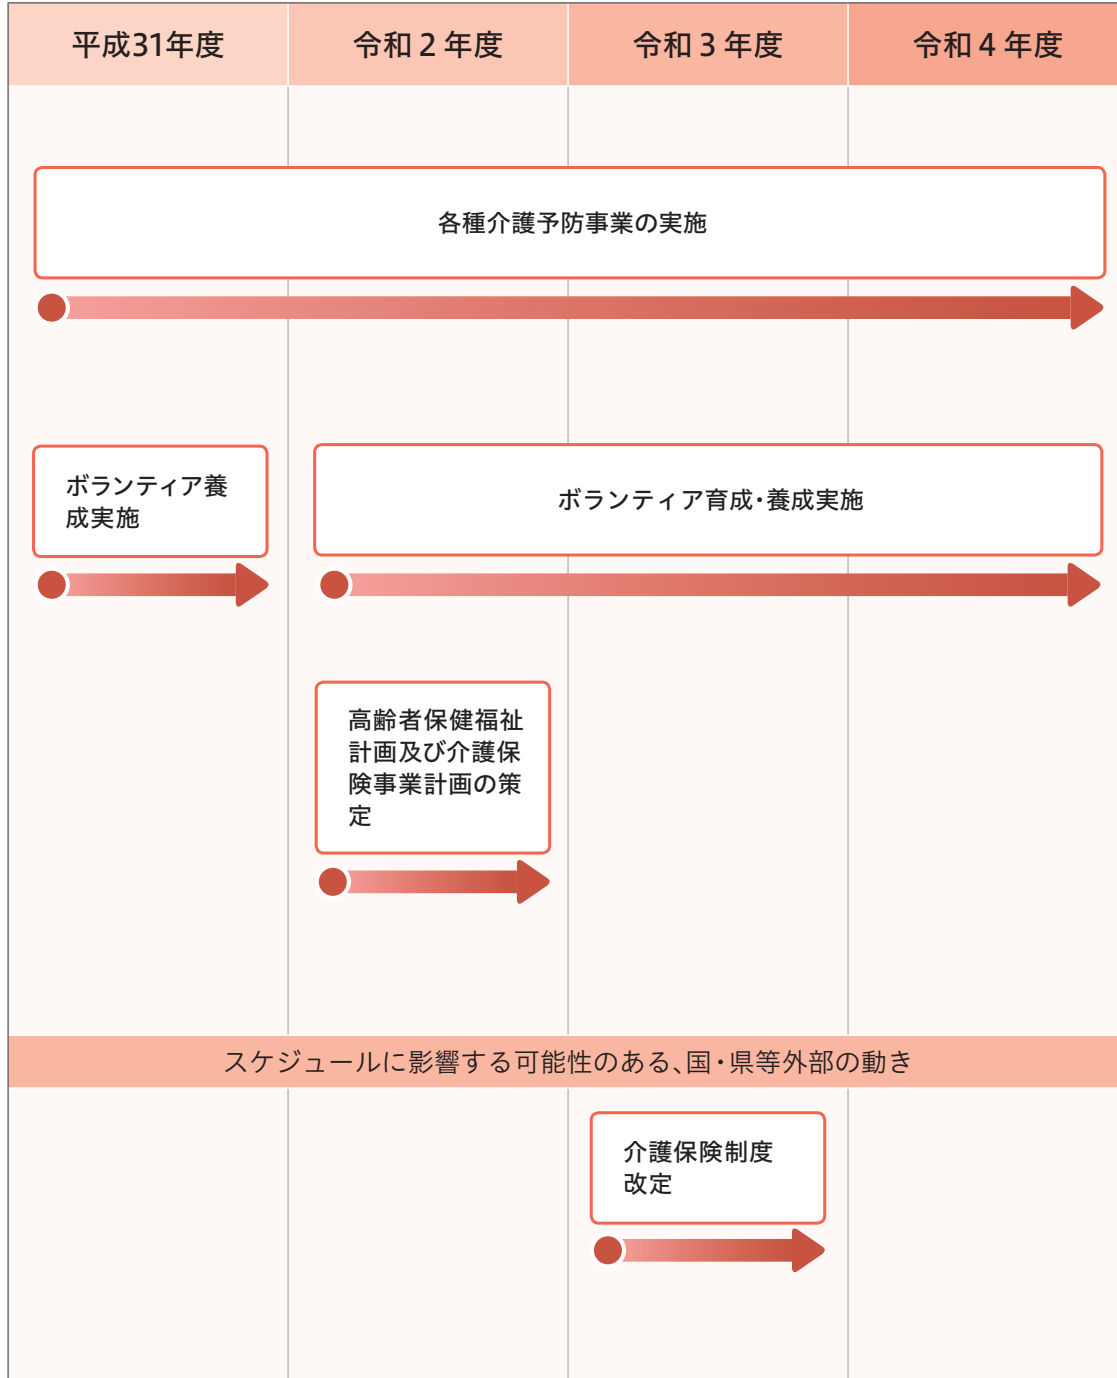 平成31年度
令和２年度
令和３年度
令和４年度
各種介護予防事業の実施
ボランティア養
成実施
ボランティア育成・養成実施
高齢者保健福祉
計画及び介護保
険事業計画の策
定
スケジュールに影響する可能性のある、国・県等外部の動き
介護保険制度
改定